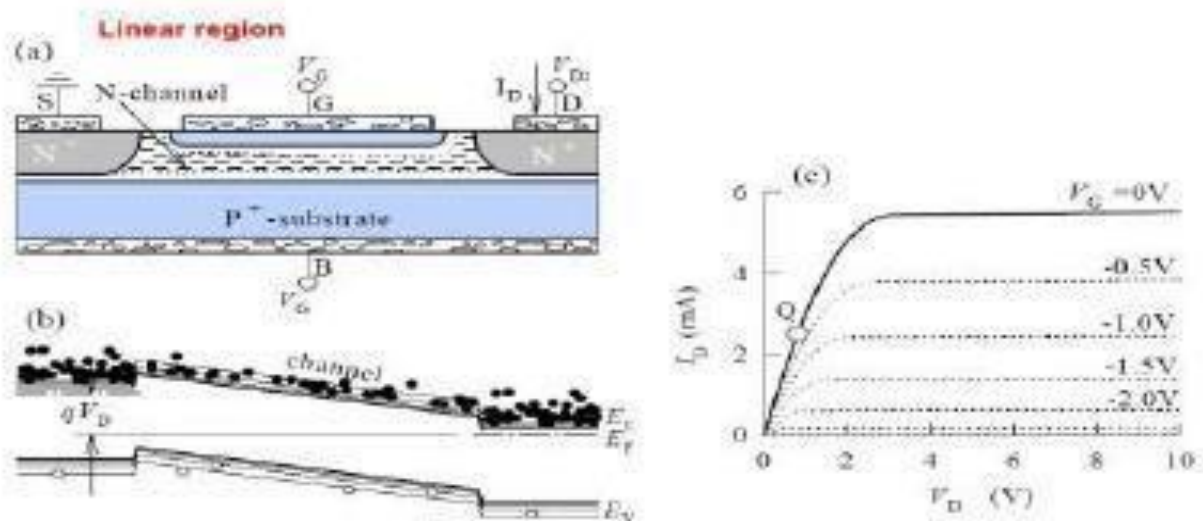 Linear region
(a)
V_G
V_D
I_D
S
N-channel
G
D
N⁺
N⁺
P⁺-substrate
B
V_G
(b)
channel
qV_D
E_c
E_f
E_V
(c)
6
4
2
0
I_D (mA)
V_G =0V
-0.5V
Q
-1.0V
-1.5V
-2.0V
0
2
4
6
8
10
V_D (V)